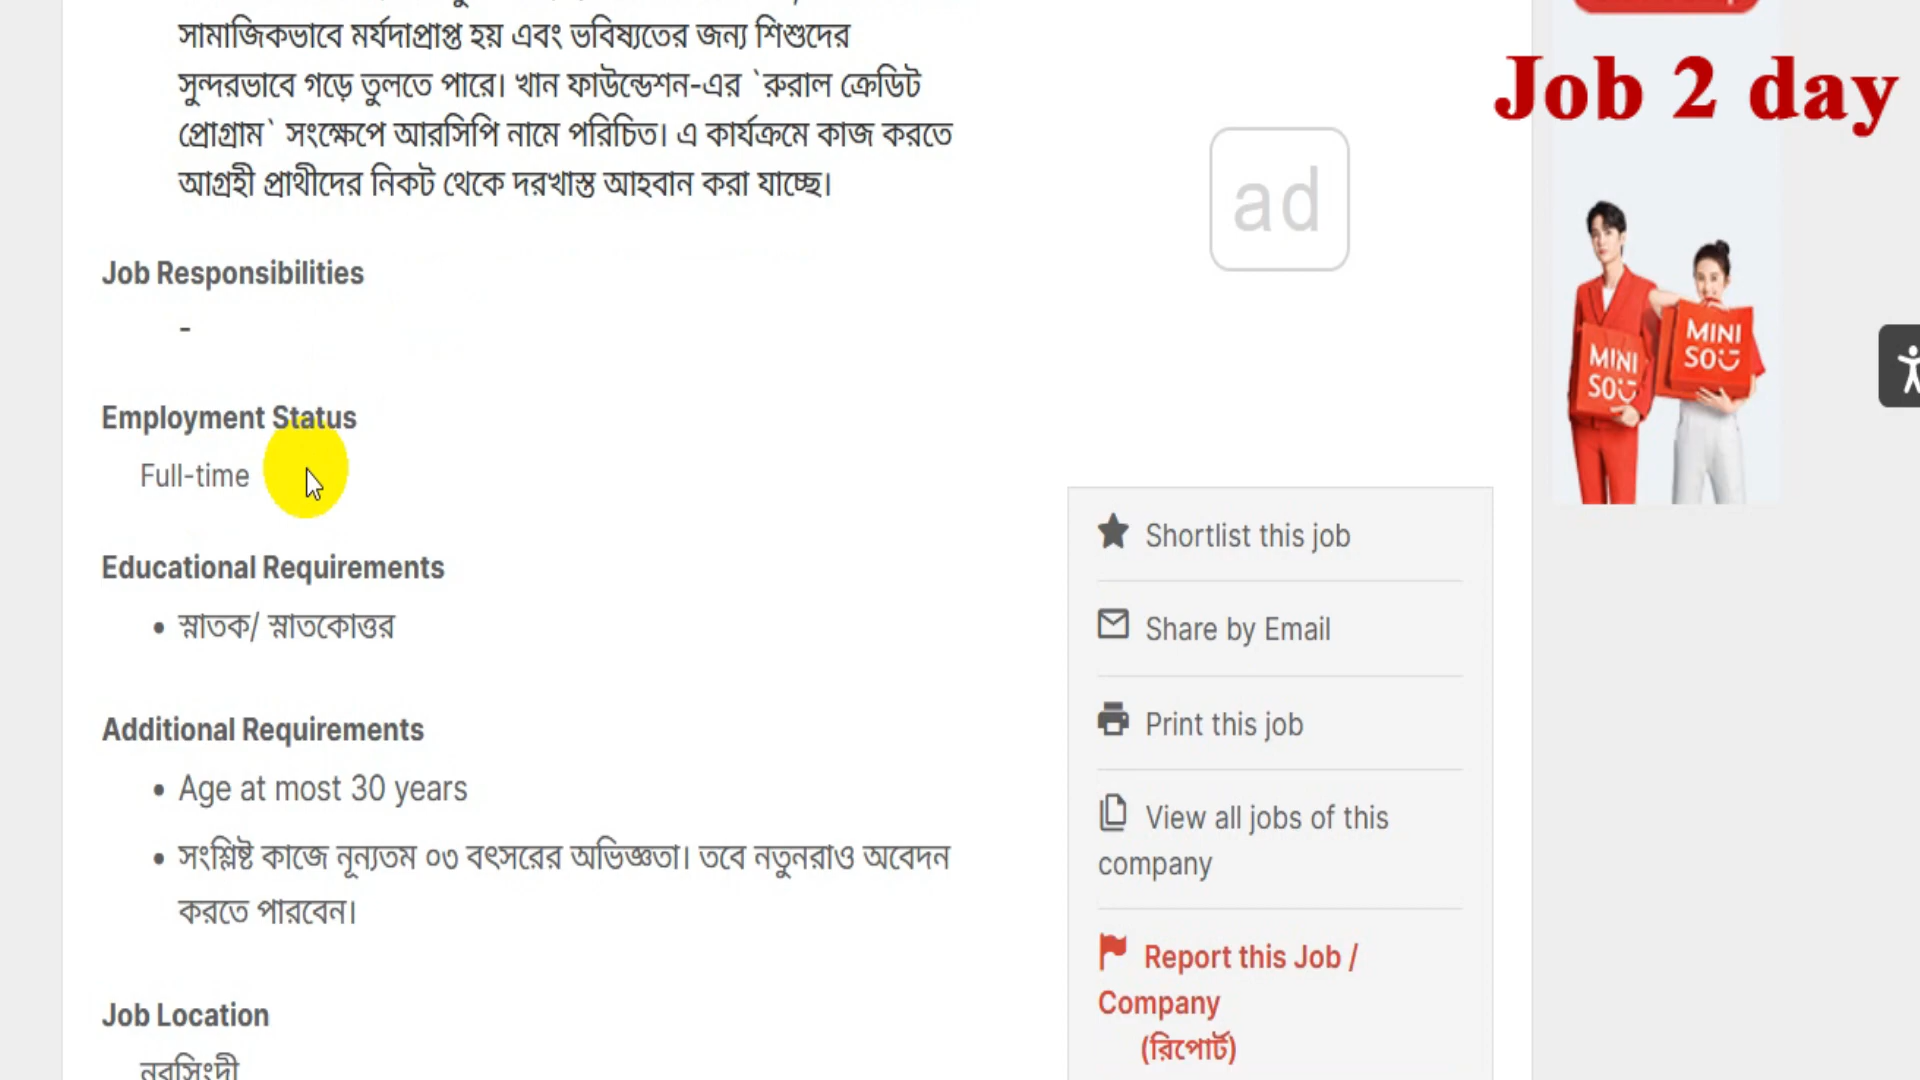 সামাজিকভাবে মর্যদাপ্রাপ্ত হয় এবং ভবিষ্যতের জন্য শিশুদের
সুন্দরভাবে গড়ে তুলতে পারে। খান ফাউন্ডেশন-এর `রুরাল ক্রেডিট
প্রোগ্রাম` সংক্ষেপে আরসিপি নামে পরিচিত। এ কার্যক্রমে কাজ করতে
আগ্রহী প্রাথীদের নিকট থেকে দরখাস্ত আহবান করা যাচ্ছে।
Job Responsibilities
-
Employment Status
Full-time
Educational Requirements
• স্নাতক/ স্নাতকোত্তর
Additional Requirements
• Age at most 30 years
• সংশ্লিষ্ট কাজে নূন্যতম ০৩ বৎসরের অভিজ্ঞতা। তবে নতুনরাও অবেদন
করতে পারবেন।
Job Location
নরসিংদী
ad
Shortlist this job
Share by Email
Print this job
View all jobs of this
company
Report this Job /
Company
(রিপোর্ট)
Job 2 day
MINI
SO
MINI
SO